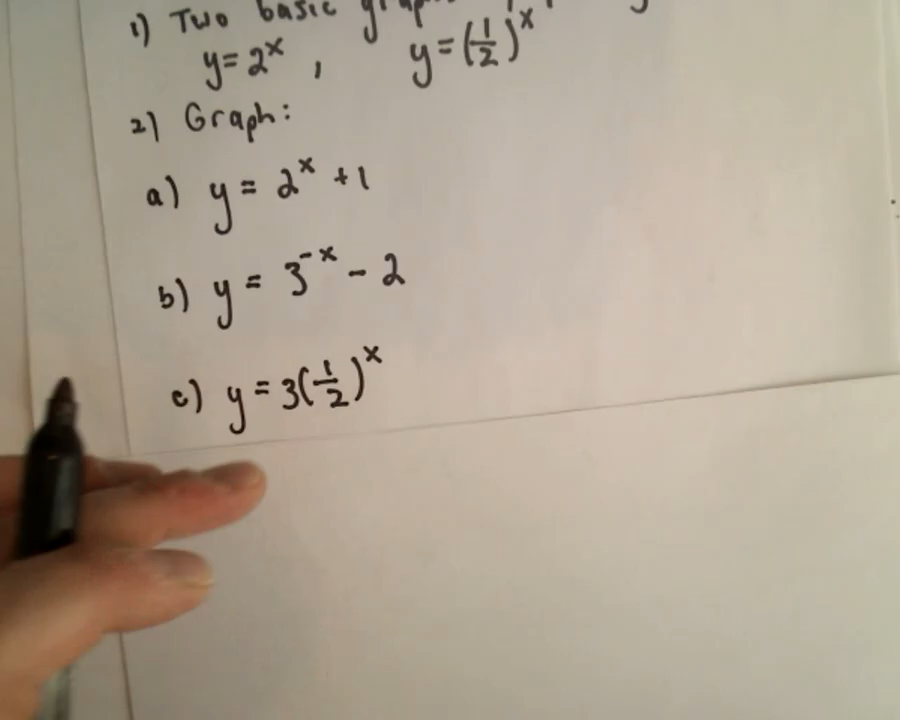 1) Two basic
y = 2^x , y = (1/2)^x
2) Graph:
a) y = 2^x + 1
b) y = 3^-x - 2
c) y = 3(1/2)^x